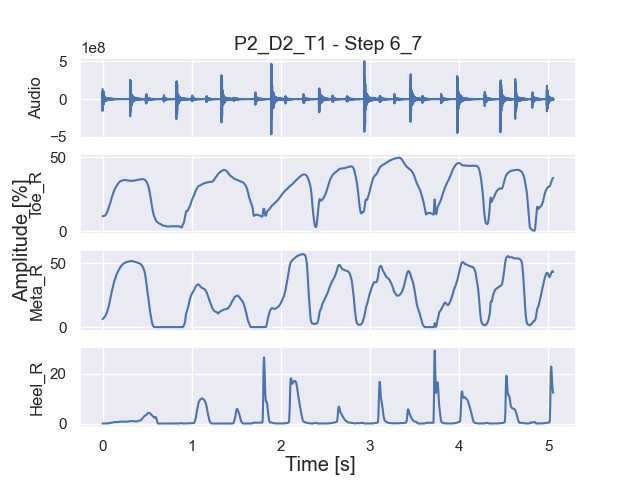 P2_D2_T1 - Step 6_7
1e8
Audio
5
0
−5
Amplitude [%]
Toe_R
50
0
Meta_R
50
0
Heel_R
20
0
0 1 2 3 4 5
Time [s]